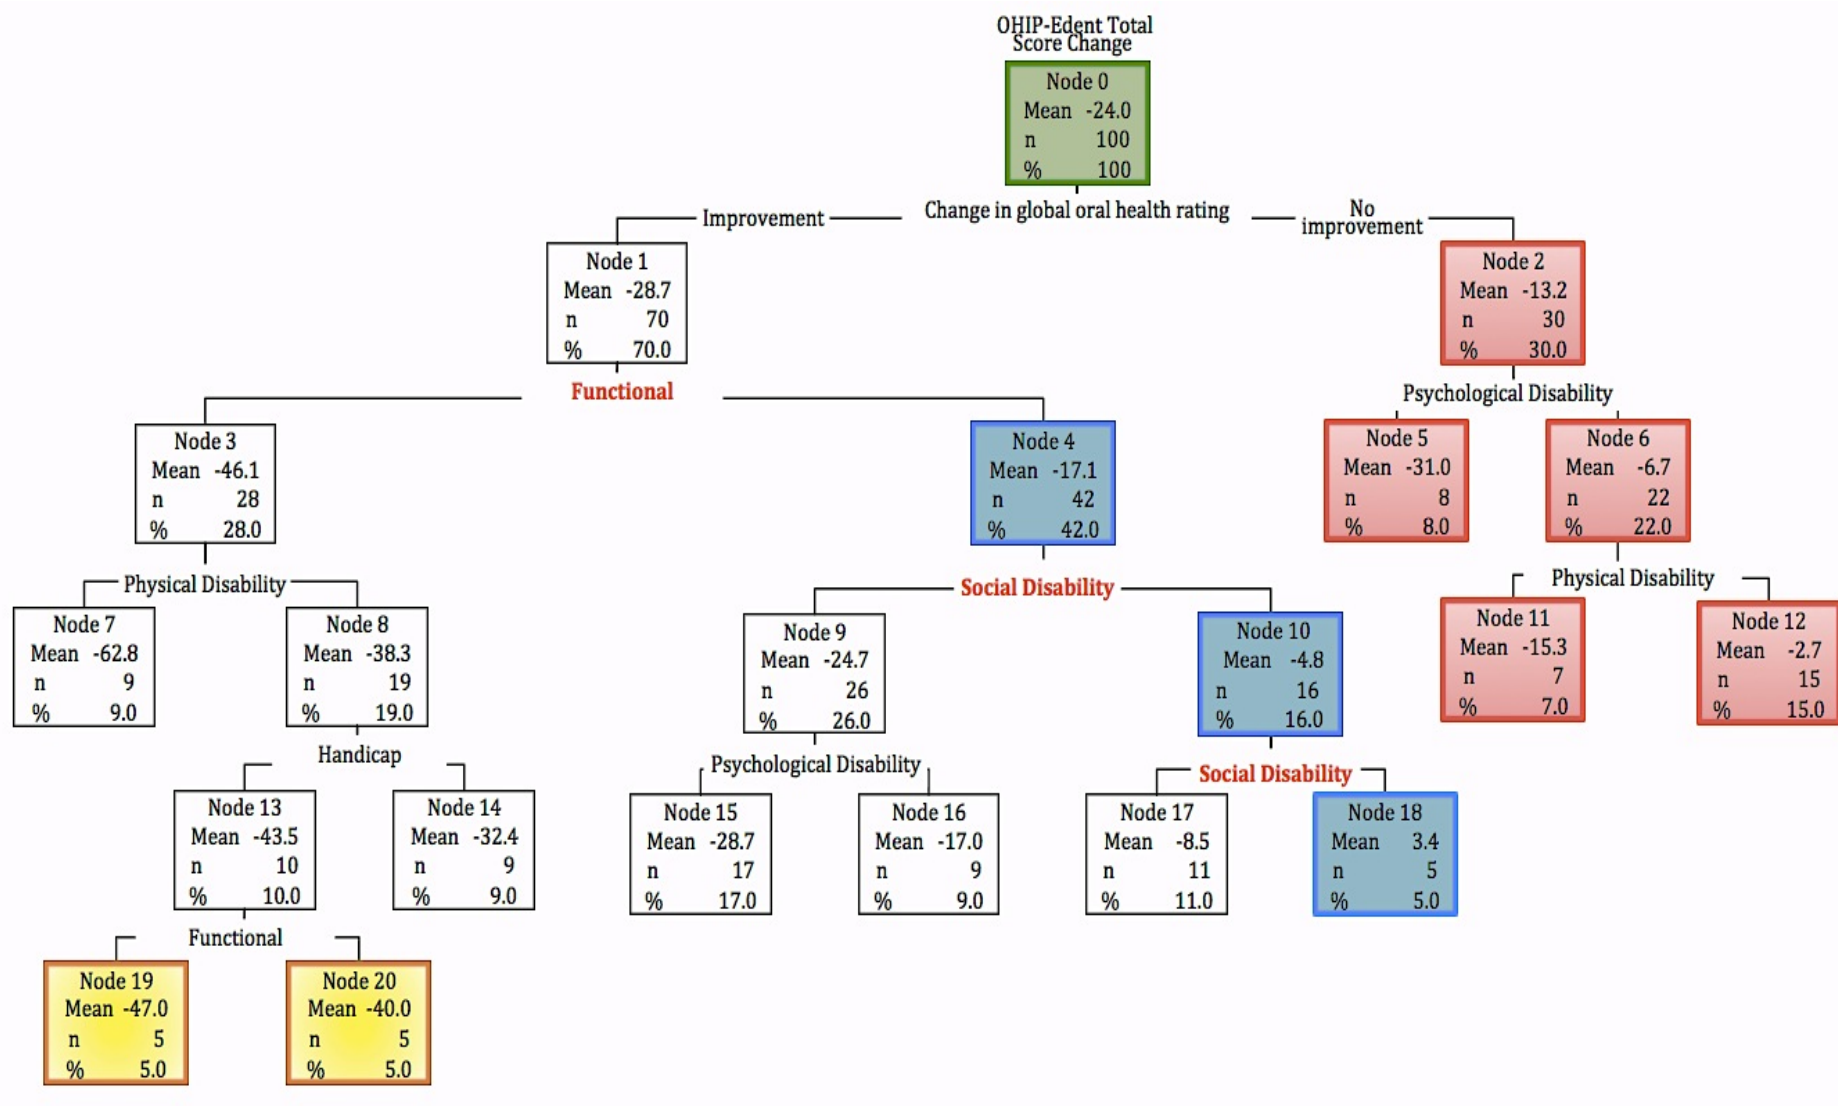 OHIP-Edent Total
Score Change
Node 0
Mean -24.0
n 100
% 100
Change in global oral health rating
Improvement
No
improvement
Node 1
Mean -28.7
n 70
% 70.0
Node 2
Mean -13.2
n 30
% 30.0
Functional
Psychological Disability
Node 3
Mean -46.1
n 28
% 28.0
Node 4
Mean -17.1
n 42
% 42.0
Node 5
Mean -31.0
n 8
% 8.0
Node 6
Mean -6.7
n 22
% 22.0
Physical Disability
Social Disability
Physical Disability
Node 7
Mean -62.8
n 9
% 9.0
Node 8
Mean -38.3
n 19
% 19.0
Node 9
Mean -24.7
n 26
% 26.0
Node 10
Mean -4.8
n 16
% 16.0
Node 11
Mean -15.3
n 7
% 7.0
Node 12
Mean -2.7
n 15
% 15.0
Handicap
Psychological Disability
Social Disability
Node 13
Mean -43.5
n 10
% 10.0
Node 14
Mean -32.4
n 9
% 9.0
Node 15
Mean -28.7
n 17
% 17.0
Node 16
Mean -17.0
n 9
% 9.0
Node 17
Mean -8.5
n 11
% 11.0
Node 18
Mean 3.4
n 5
% 5.0
Functional
Node 19
Mean -47.0
n 5
% 5.0
Node 20
Mean -40.0
n 5
% 5.0